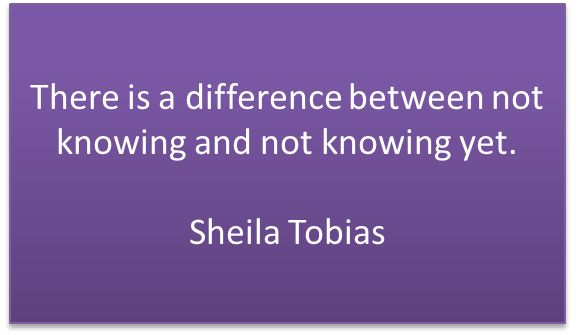 There is a difference between not
knowing and not knowing yet.
Sheila Tobias